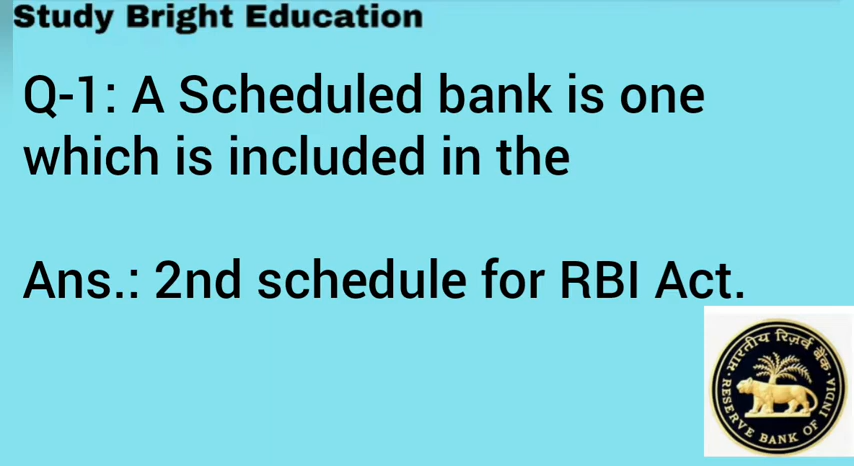 Study Bright Education
Q-1: A Scheduled bank is one
which is included in the
Ans.: 2nd schedule for RBI Act.
भारतीय रिज़र्व बैंक
RESERVE BANK OF INDIA